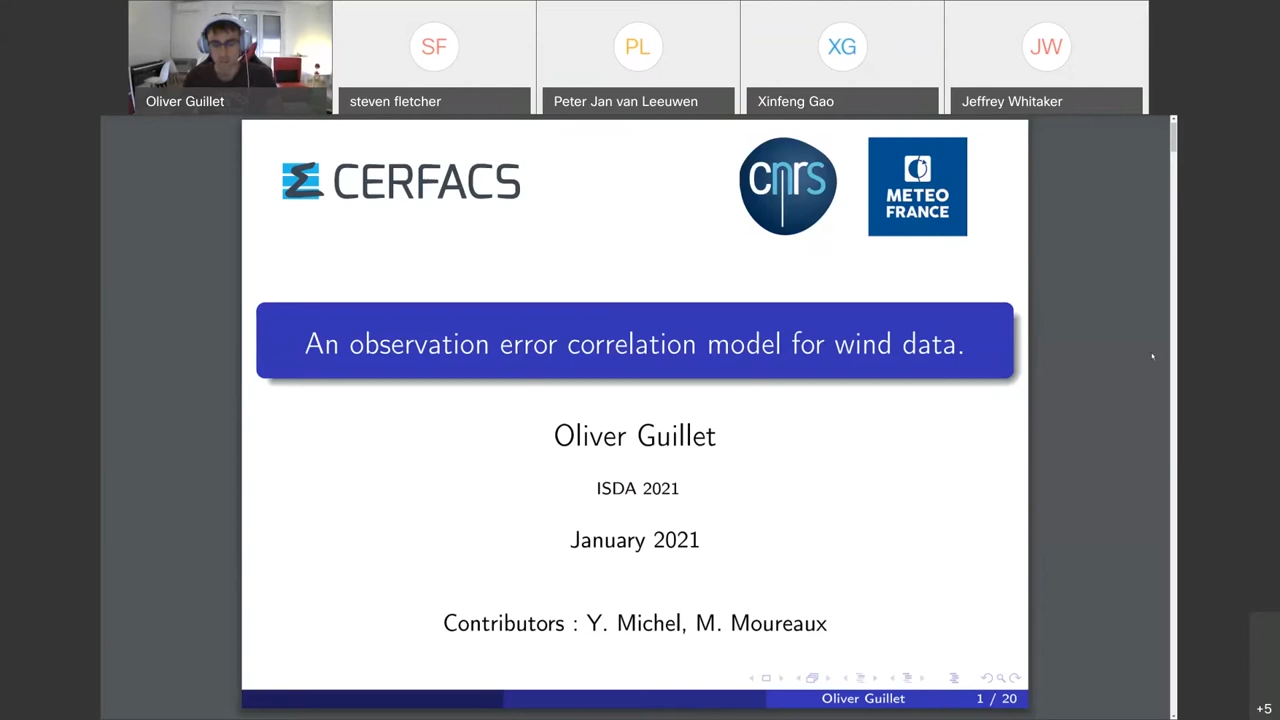 SF
PL
XG
JW
Oliver Guillet
steven fletcher
Peter Jan van Leeuwen
Xinfeng Gao
Jeffrey Whitaker
CERFACS
cnrs
METEO
FRANCE
An observation error correlation model for wind data.
Oliver Guillet
ISDA 2021
January 2021
Contributors : Y. Michel, M. Moureaux
Oliver Guillet
1 / 20
+5